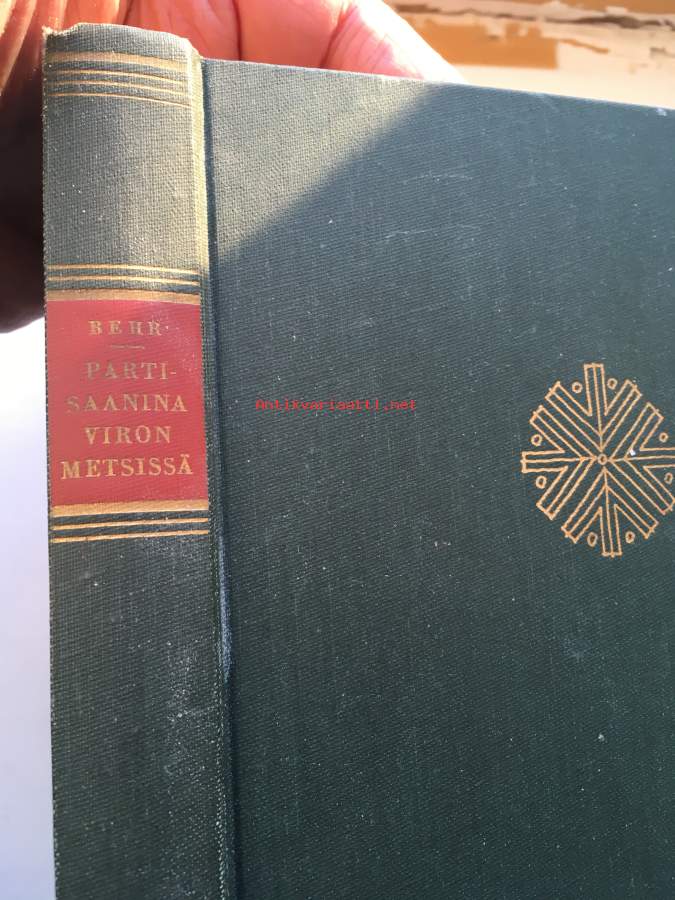 BEHR
PARTI-
SAANINA
VIRON
METSISSÄ
Antikvariaatti.net